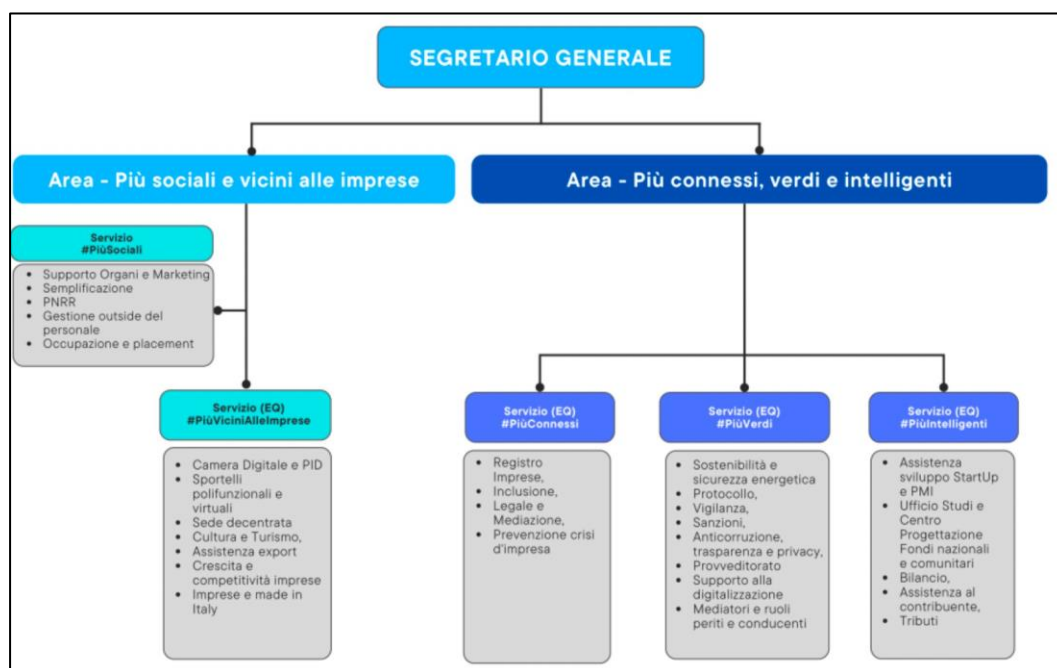 SEGRETARIO GENERALE
Area - Più sociali e vicini alle imprese
Area - Più connessi, verdi e intelligenti
Servizio
#PiùSociali
• Supporto Organi e Marketing
• Semplificazione
• PNRR
• Gestione outside del
personale
• Occupazione e placement
Servizio (EQ)
#PiùViciniAlleImprese
• Camera Digitale e PID
• Sportelli
polifunzionali e
virtuali
• Sede decentrata
• Cultura e Turismo,
• Assistenza export
• Crescita e
competitività imprese
• Imprese e made in
Italy
Servizio (EQ)
#PiùConnessi
• Registro
Imprese,
• Inclusione,
• Legale e
Mediazione,
• Prevenzione crisi
d'impresa
Servizio (EQ)
#PiùVerdi
• Sostenibilità e
sicurezza energetica
• Protocollo,
• Vigilanza,
• Sanzioni,
• Anticorruzione,
trasparenza e privacy,
• Provveditorato
• Supporto alla
digitalizzazione
• Mediatori e ruoli
periti e conducenti
Servizio (EQ)
#PiùIntelligenti
• Assistenza
sviluppo StartUp
e PMI
• Ufficio Studi e
Centro
Progettazione
Fondi nazionali
e comunitari
• Bilancio,
• Assistenza al
contribuente,
• Tributi